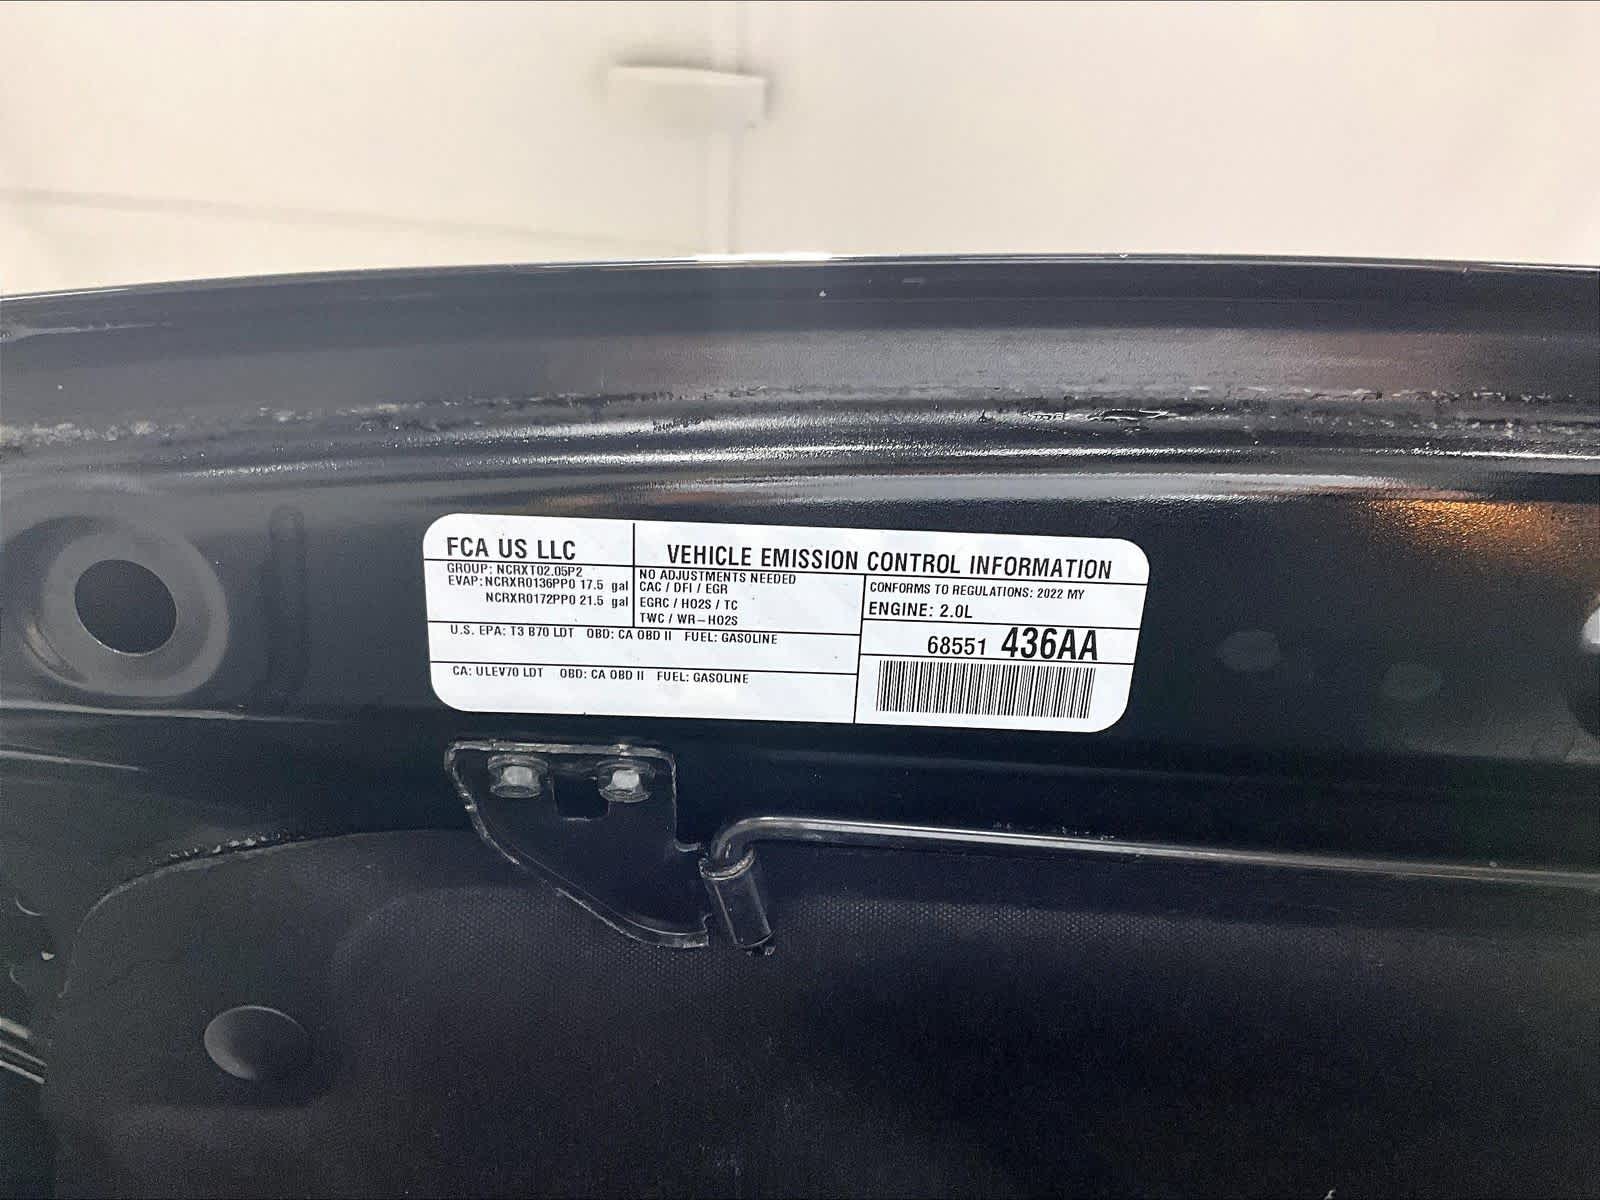 FCA US LLC
VEHICLE EMISSION CONTROL INFORMATION
GROUP: NCRXT02.05P2
EVAP: NCRXR0136PP0 17.5 gal
NCRXR0172PP0 21.5 gal
NO ADJUSTMENTS NEEDED
CAC / DFI / EGR
EGRC / HO2S / TC
TWC / WR-HO2S
CONFORMS TO REGULATIONS: 2022 MY
ENGINE: 2.0L
U.S. EPA: T3 B70 LDT OBD: CA OBD II FUEL: GASOLINE
68551 436AA
CA: ULEV70 LDT OBD: CA OBD II FUEL: GASOLINE